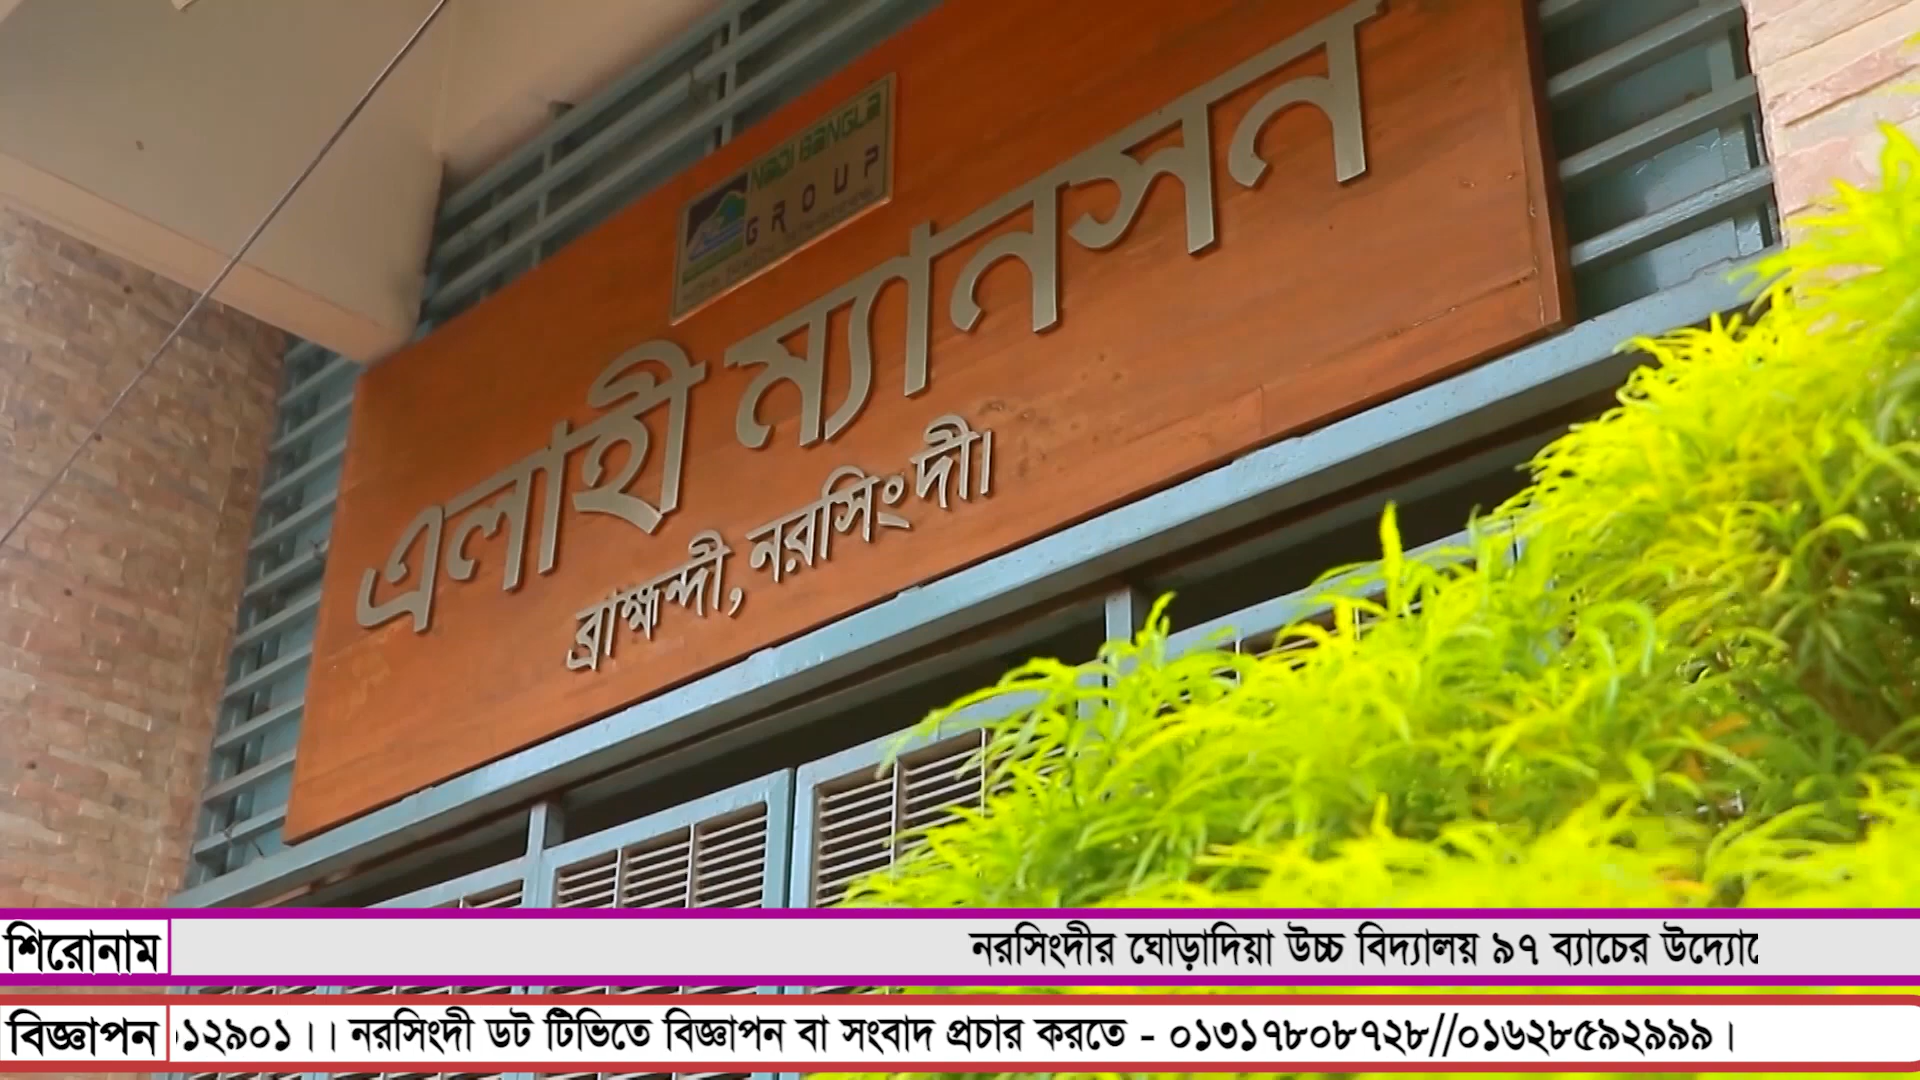 NADI BANGLA
GROUP
এলাহী ম্যানসন
ব্রাহ্মন্দী, নরসিংদী।
শিরোনাম
নরসিংদীর ঘোড়াদিয়া উচ্চ বিদ্যালয় ৯৭ ব্যাচের
বিজ্ঞাপন
১২৯০১।। নরসিংদী ডট টিভিতে বিজ্ঞাপন বা সংবাদ প্রচার করতে - ০১৩১৭৮০৮৭২৮//০১৬২৮৫৯২৯৯৯।